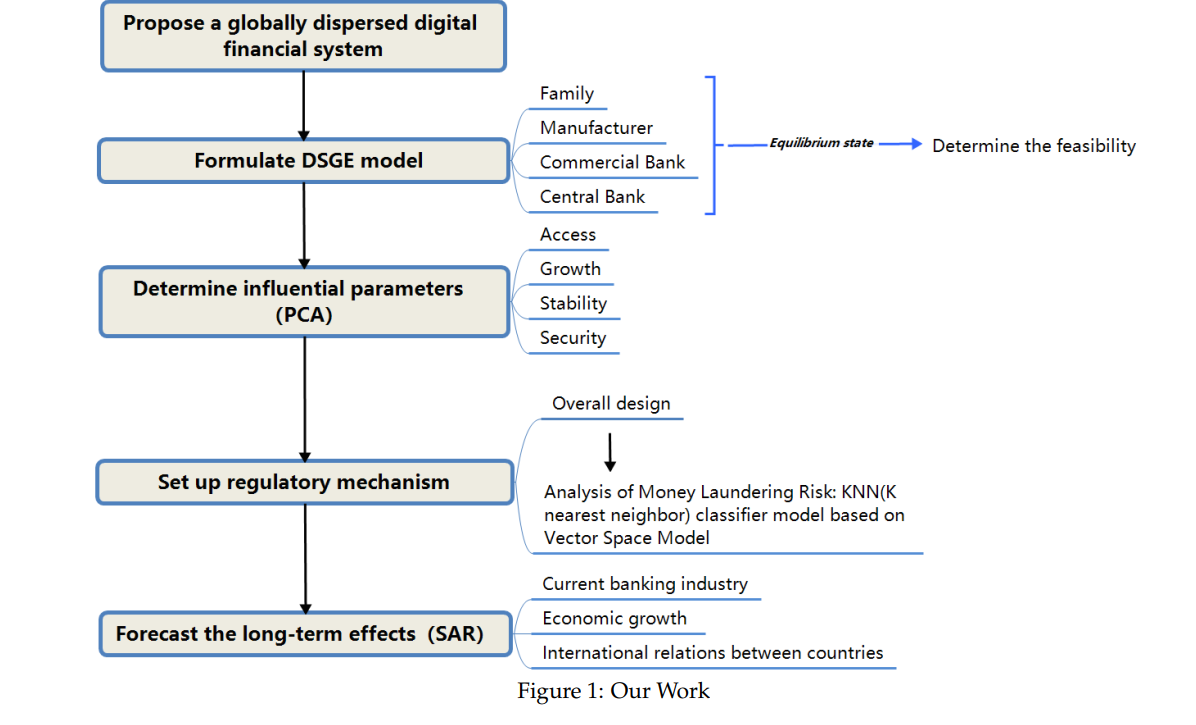 Propose a globally dispersed digital
financial system
Formulate DSGE model
Family
Manufacturer
Commercial Bank
Central Bank
Equilibrium state
Determine the feasibility
Determine influential parameters
（PCA）
Access
Growth
Stability
Security
Set up regulatory mechanism
Overall design
Analysis of Money Laundering Risk: KNN(K
nearest neighbor) classifier model based on
Vector Space Model
Forecast the long-term effects（SAR）
Current banking industry
Economic growth
International relations between countries
Figure 1: Our Work